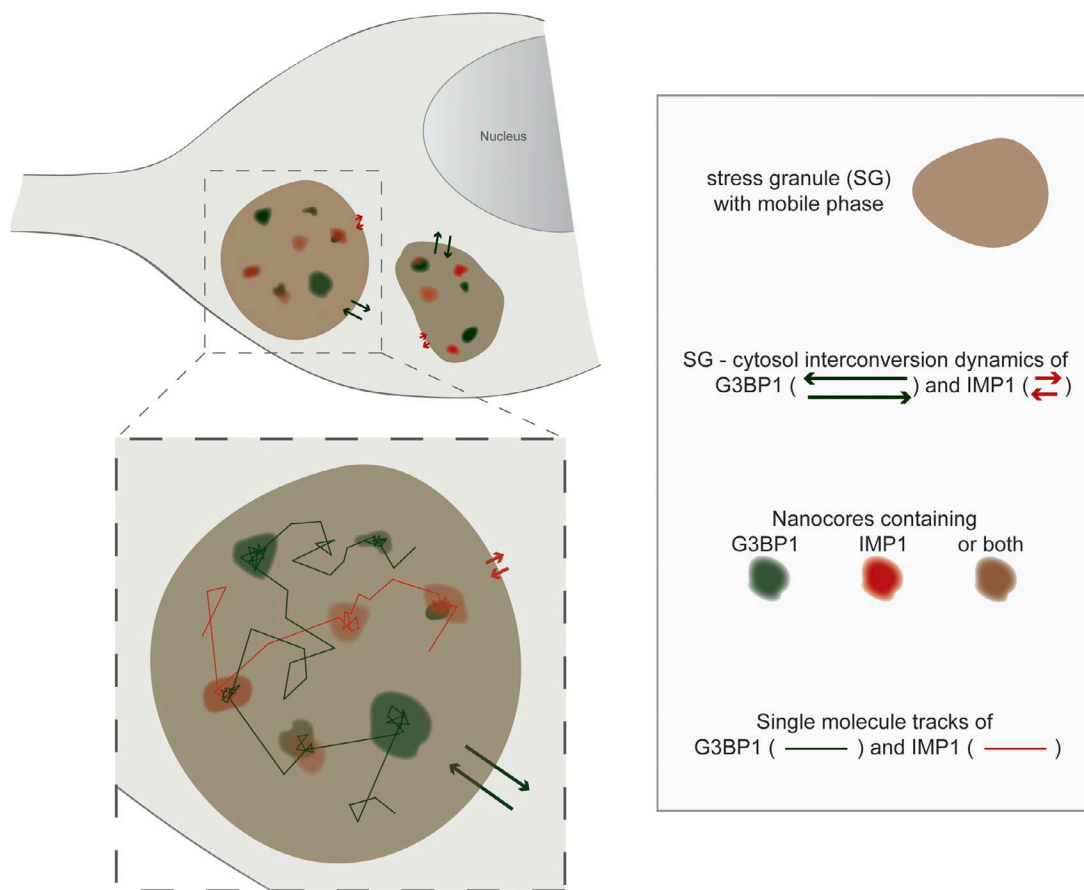 Nucleus
stress granule (SG)
with mobile phase
SG - cytosol interconversion dynamics of
G3BP1 ( ) and IMP1 ( )
Nanocores containing
G3BP1 IMP1 or both
Single molecule tracks of
G3BP1 ( ) and IMP1 ( )